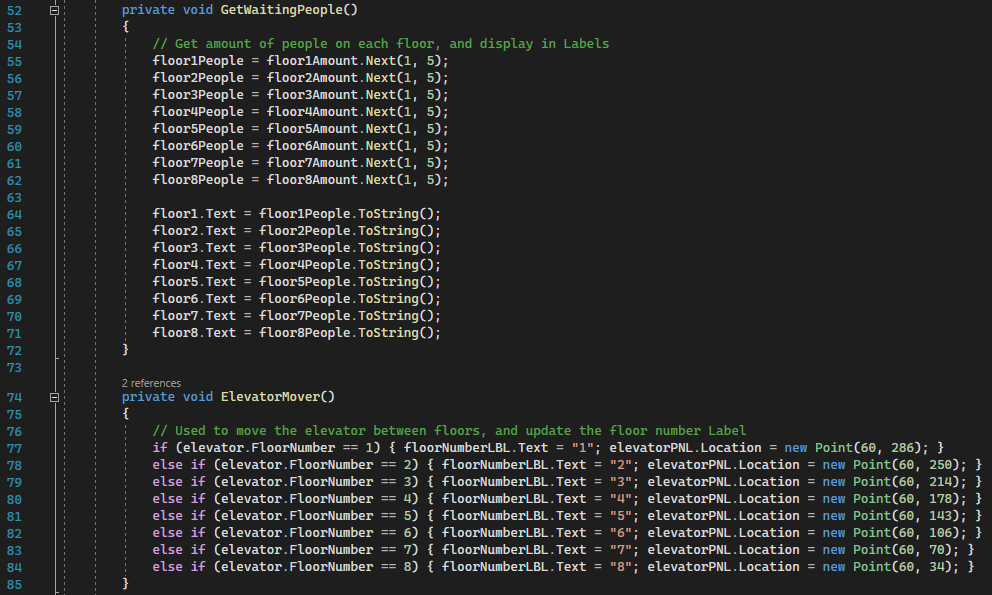 52 private void GetWaitingPeople()
53 {
54 // Get amount of people on each floor, and display in Labels
55 floor1People = floor1Amount.Next(1, 5);
56 floor2People = floor2Amount.Next(1, 5);
57 floor3People = floor3Amount.Next(1, 5);
58 floor4People = floor4Amount.Next(1, 5);
59 floor5People = floor5Amount.Next(1, 5);
60 floor6People = floor6Amount.Next(1, 5);
61 floor7People = floor7Amount.Next(1, 5);
62 floor8People = floor8Amount.Next(1, 5);
63
64 floor1.Text = floor1People.ToString();
65 floor2.Text = floor2People.ToString();
66 floor3.Text = floor3People.ToString();
67 floor4.Text = floor4People.ToString();
68 floor5.Text = floor5People.ToString();
69 floor6.Text = floor6People.ToString();
70 floor7.Text = floor7People.ToString();
71 floor8.Text = floor8People.ToString();
72 }
73
2 references
74 private void ElevatorMover()
75 {
76 // Used to move the elevator between floors, and update the floor number Label
77 if (elevator.FloorNumber == 1) { floorNumberLBL.Text = "1"; elevatorPNL.Location = new Point(60, 286); }
78 else if (elevator.FloorNumber == 2) { floorNumberLBL.Text = "2"; elevatorPNL.Location = new Point(60, 250); }
79 else if (elevator.FloorNumber == 3) { floorNumberLBL.Text = "3"; elevatorPNL.Location = new Point(60, 214); }
80 else if (elevator.FloorNumber == 4) { floorNumberLBL.Text = "4"; elevatorPNL.Location = new Point(60, 178); }
81 else if (elevator.FloorNumber == 5) { floorNumberLBL.Text = "5"; elevatorPNL.Location = new Point(60, 143); }
82 else if (elevator.FloorNumber == 6) { floorNumberLBL.Text = "6"; elevatorPNL.Location = new Point(60, 106); }
83 else if (elevator.FloorNumber == 7) { floorNumberLBL.Text = "7"; elevatorPNL.Location = new Point(60, 70); }
84 else if (elevator.FloorNumber == 8) { floorNumberLBL.Text = "8"; elevatorPNL.Location = new Point(60, 34); }
85 }